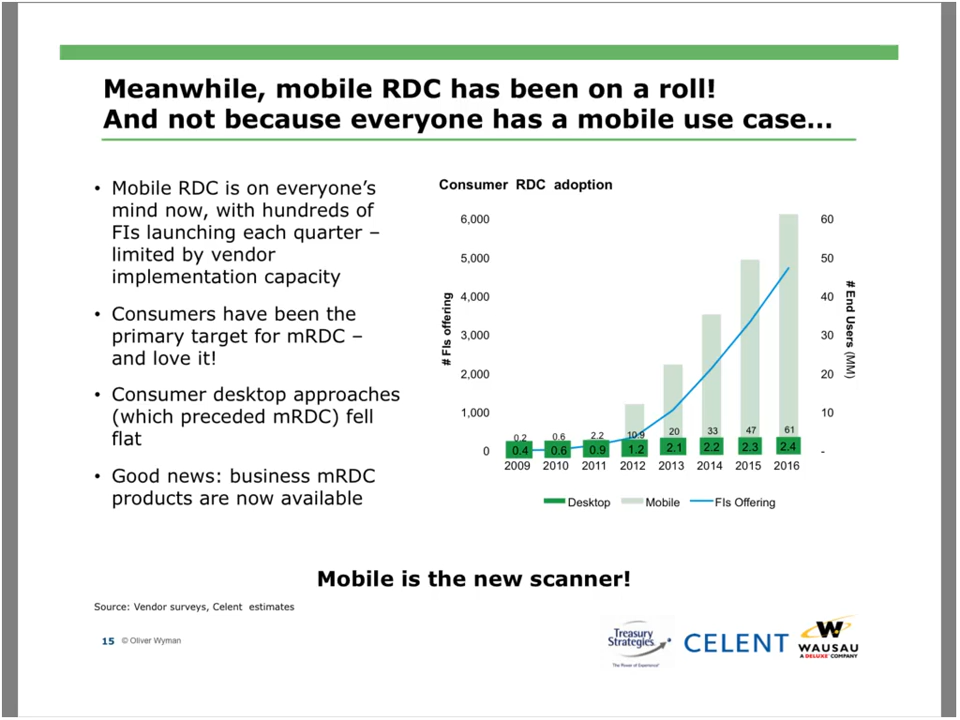 Meanwhile, mobile RDC has been on a roll!
And not because everyone has a mobile use case…
• Mobile RDC is on everyone’s
mind now, with hundreds of
FIs launching each quarter –
limited by vendor
implementation capacity
• Consumers have been the
primary target for mRDC –
and love it!
• Consumer desktop approaches
(which preceded mRDC) fell
flat
• Good news: business mRDC
products are now available
Consumer RDC adoption
# FIs offering
6,000
5,000
4,000
3,000
2,000
1,000
0
60
50
40
30
20
10
-
# End Users (MM)
0.2 0.6 2.2 10.9 20 33 47 61
0.4 0.6 0.9 1.2 2.1 2.2 2.3 2.4
2009 2010 2011 2012 2013 2014 2015 2016
Desktop Mobile FIs Offering
Mobile is the new scanner!
Source: Vendor surveys, Celent estimates
15 © Oliver Wyman
Treasury
Strategies
The Power of Experience
CELENT
W
WAUSAU
A DELUXE COMPANY